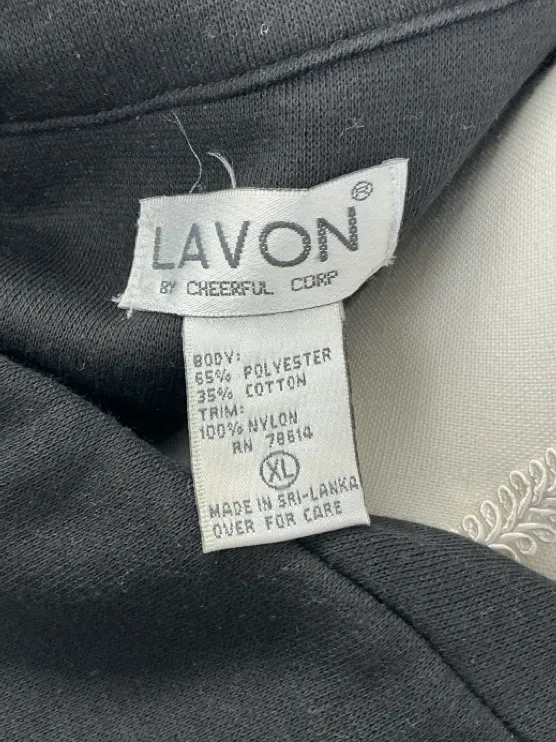 LAVON®
BY CHEERFUL CORP
BODY:
65% POLYESTER
35% COTTON
TRIM:
100% NYLON
RN 78614
XL
MADE IN SRI-LANKA
OVER FOR CARE